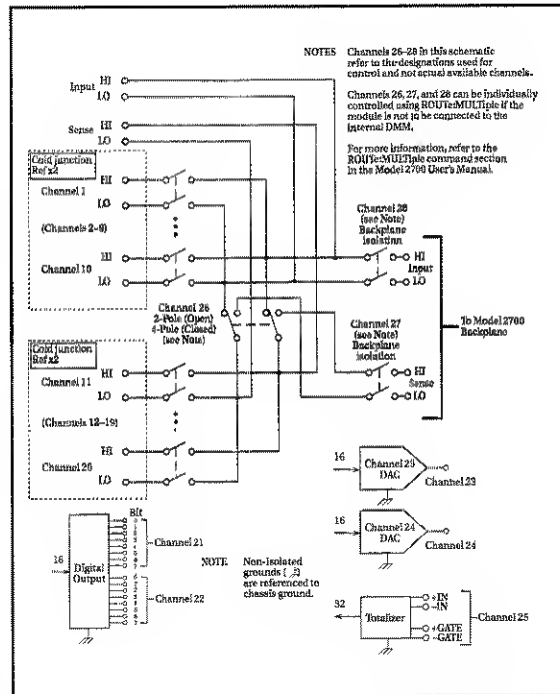 NOTES Channels 26–28 in this schematic
refer to the designations used for
control and not actual available channels.
Channels 26, 27, and 28 can be individually
controlled using ROUTe:MULTiple if the
module is not to be connected to the
internal DMM.
For more information, refer to the
ROUTe:MULTiple command section
in the Model 2700 User's Manual.
Input HI
LO
Sense HI
LO
Cold Junction
Ref x2
Channel 1 HI
LO
(Channels 2–9)
Channel 10 HI
LO
Channel 28
(see Note)
Backplane
isolation
HI
Input
LO
Channel 26
2-Pole (Open)
4-Pole (Closed)
(see Note)
Channel 27
(see Note)
Backplane
isolation
HI
Sense
LO
To Model 2700
Backplane
Cold Junction
Ref x2
Channel 11 HI
LO
(Channels 12–19)
Channel 20 HI
LO
16
Channel 23
DAC
Channel 23
16
Channel 24
DAC
Channel 24
Bit
16
Digital
Output
Channel 21
Channel 22
NOTE Non-Isolated
grounds ( )
are referenced to
chassis ground.
32
Totalizer
+IN
–IN
+GATE
–GATE
Channel 25